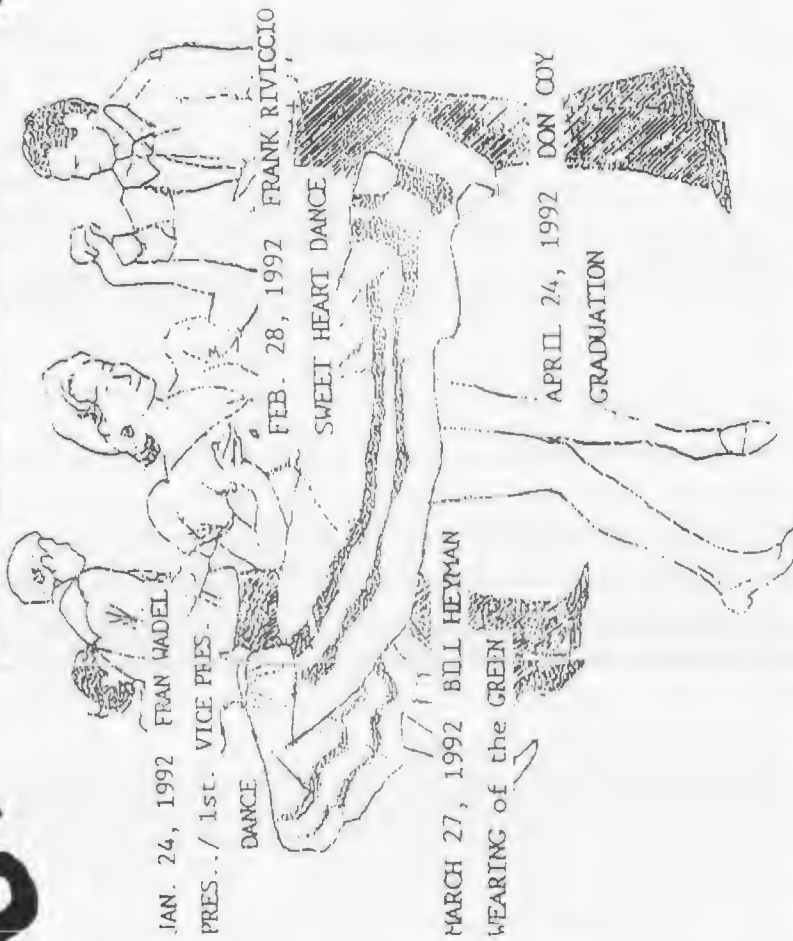 JAN. 24, 1992 FRAN WADEL
PRES../ 1st. VICE PRES.
DANCE
FEB. 28, 1992 FRANK RIVICCIO
SWEET HEART DANCE
MARCH 27, 1992 BILL HEYMAN
WEARING of the GREEN
APRIL 24, 1992 DON COY
GRADUATION